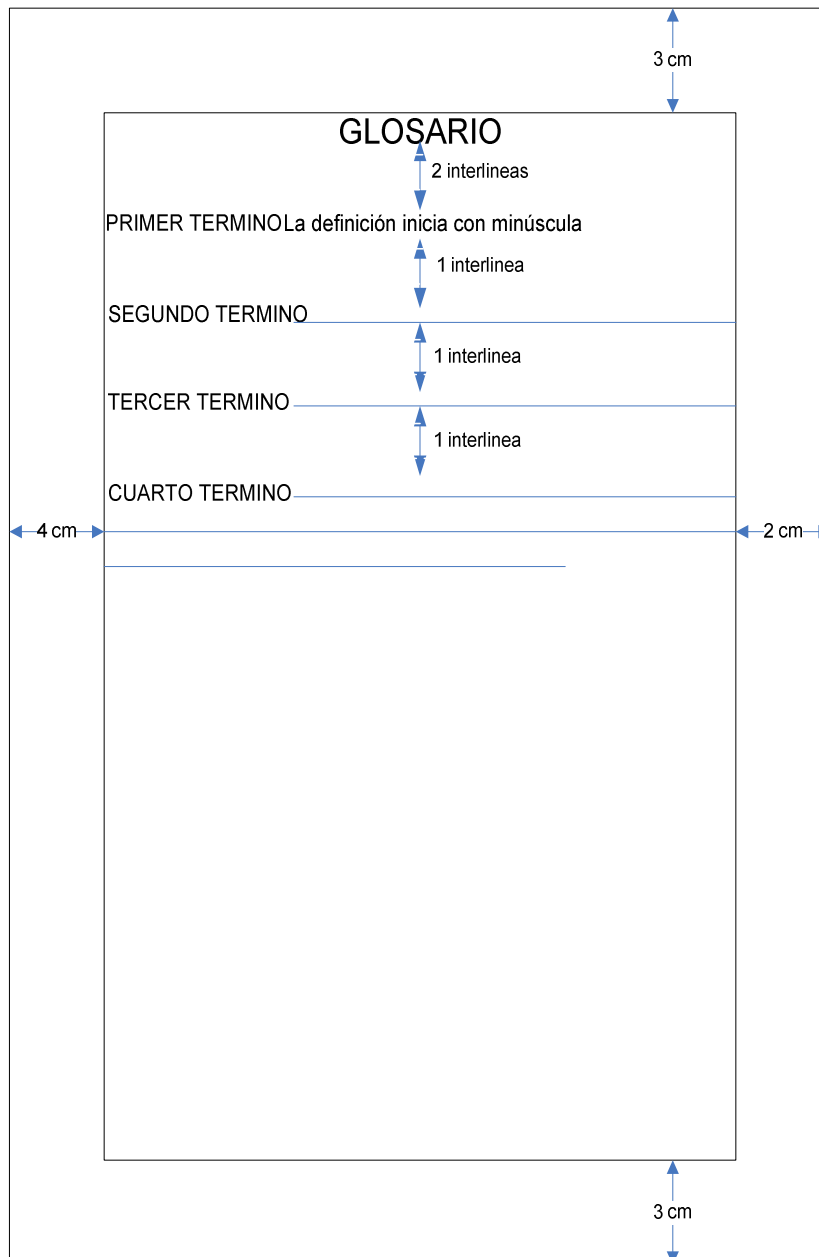 3 cm
GLOSARIO
2 interlineas
PRIMER TERMINOLa definición inicia con minúscula
1 interlinea
SEGUNDO TERMINO
1 interlinea
TERCER TERMINO
1 interlinea
CUARTO TERMINO
4 cm
2 cm
3 cm